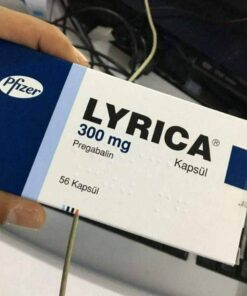 Pfizer
LYRICA®
300 mg
Pregabalin
Kapsül
56 Kapsül